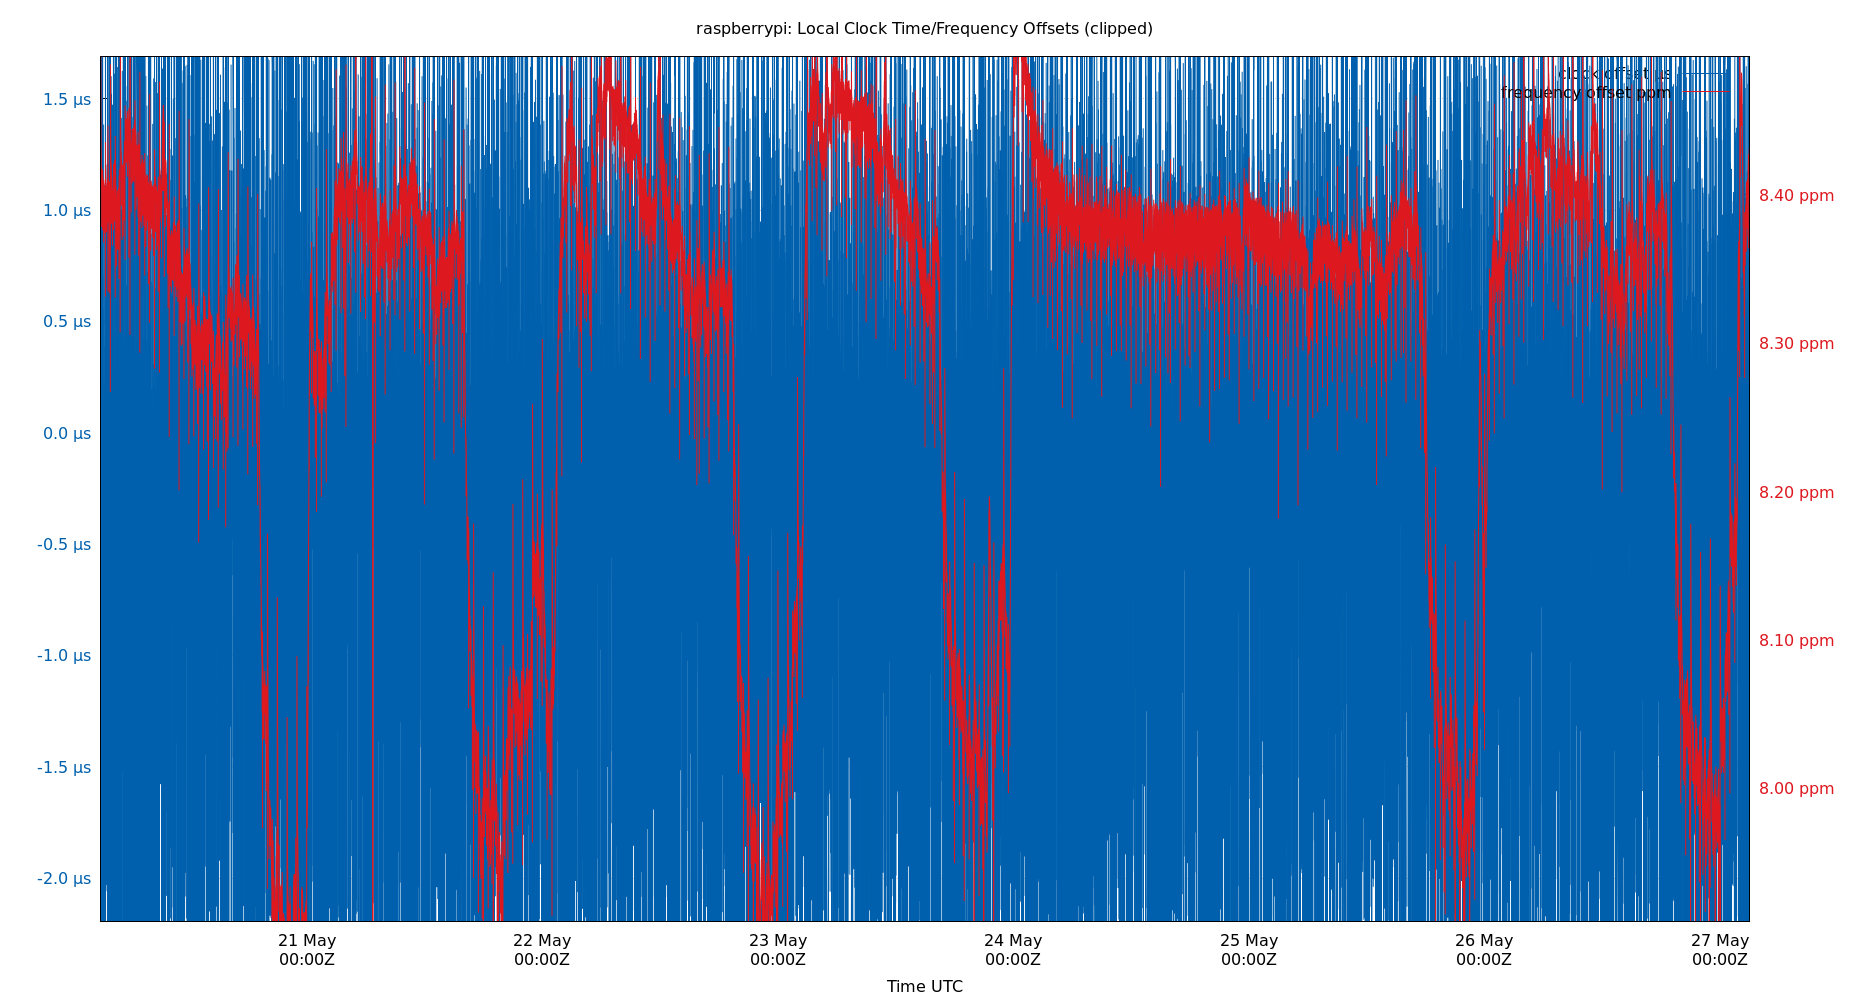 raspberrypi: Local Clock Time/Frequency Offsets (clipped)
clock offset µs
frequency offset ppm
1.5 µs
1.0 µs
0.5 µs
0.0 µs
-0.5 µs
-1.0 µs
-1.5 µs
-2.0 µs
8.40 ppm
8.30 ppm
8.20 ppm
8.10 ppm
8.00 ppm
21 May
00:00Z
22 May
00:00Z
23 May
00:00Z
24 May
00:00Z
25 May
00:00Z
26 May
00:00Z
27 May
00:00Z
Time UTC